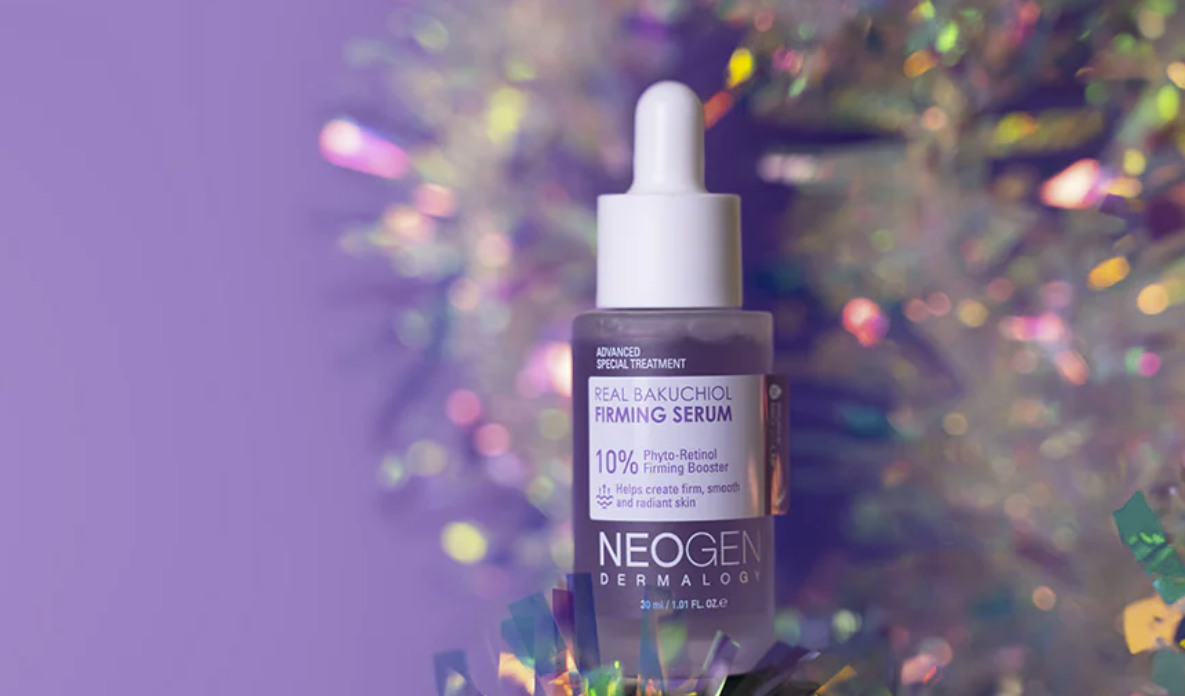 ADVANCED
SPECIAL TREATMENT
REAL BAKUCHIOL
FIRMING SERUM
10% Phyto-Retinol
Firming Booster
Helps create firm, smooth
and radiant skin
NEOGEN
DERMALOGY
30 ml / 1.01 FL. OZ.℮